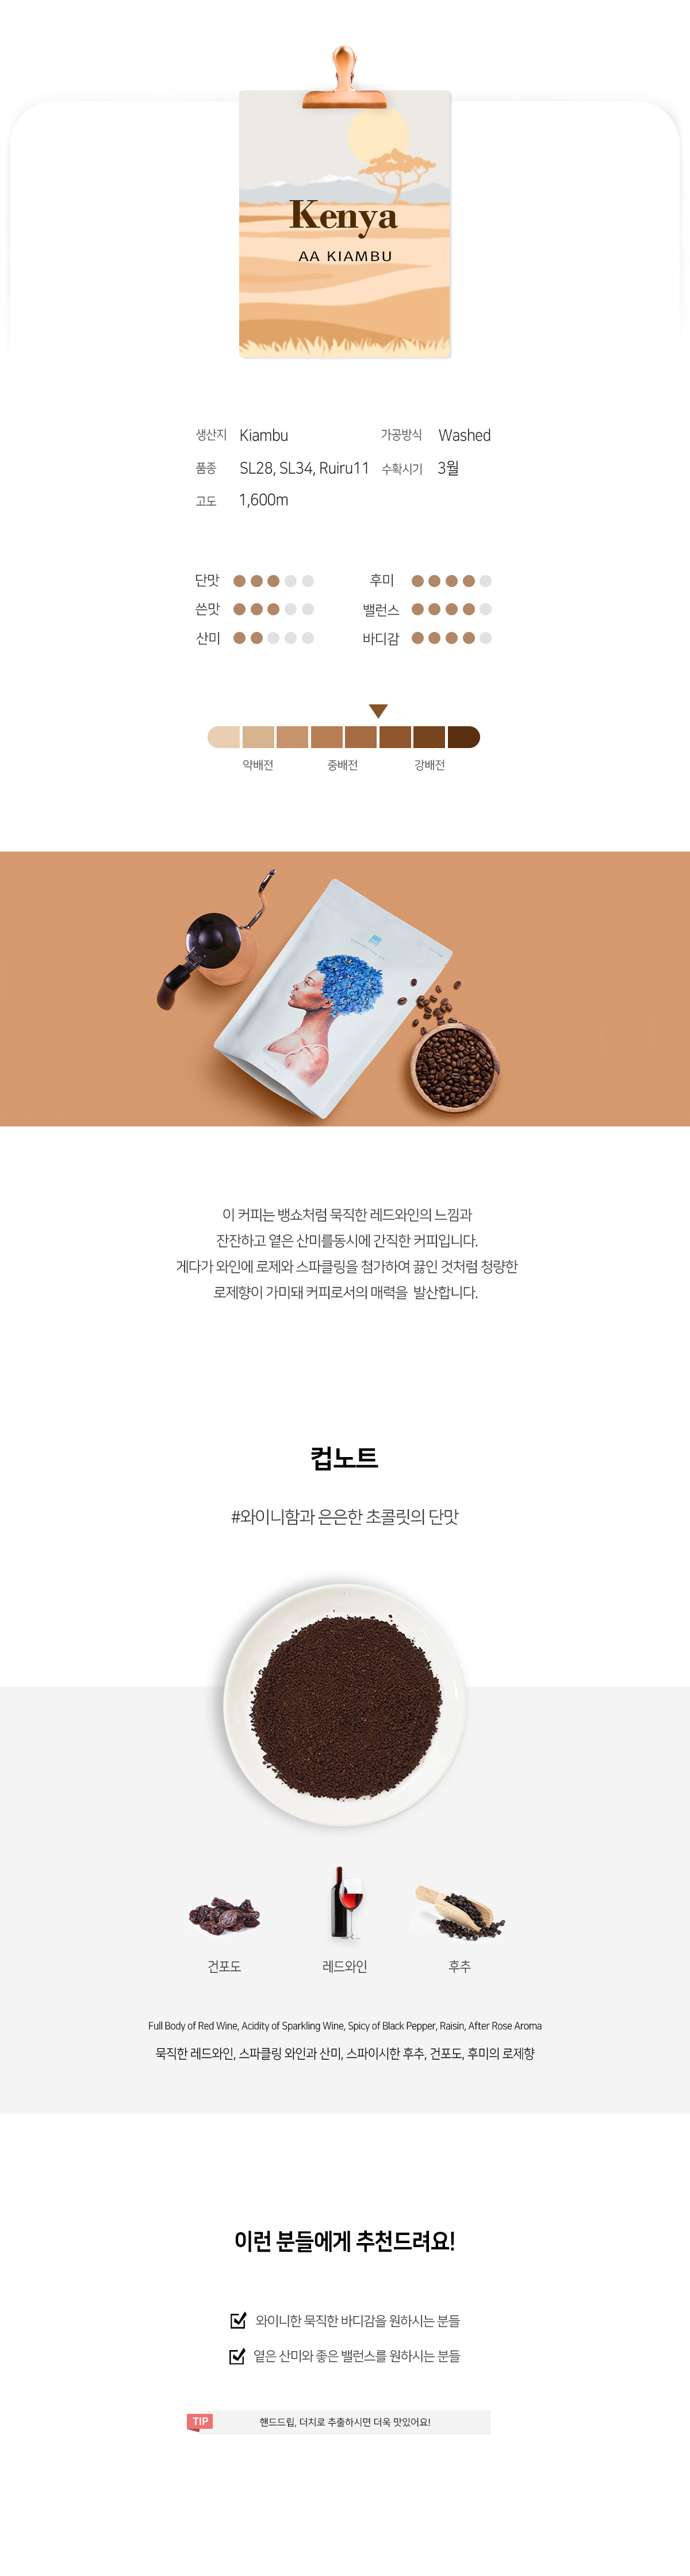 Kenya
AA KIAMBU
생산지 Kiambu 가공방식 Washed
품종 SL28, SL34, Ruiru11 수확시기 3월
고도 1,600m
단맛 후미
쓴맛 밸런스
산미 바디감
약배전 중배전 강배전
이 커피는 뱅쇼처럼 묵직한 레드와인의 느낌과
잔잔하고 옅은 산미를동시에 간직한 커피입니다.
게다가 와인에 로제와 스파클링을 첨가하여 끓인 것처럼 청량한
로제향이 가미돼 커피로서의 매력을 발산합니다.
컵노트
#와이니함과 은은한 초콜릿의 단맛
건포도 레드와인 후추
Full Body of Red Wine, Acidity of Sparkling Wine, Spicy of Black Pepper, Raisin, After Rose Aroma
묵직한 레드와인, 스파클링 와인과 산미, 스파이시한 후추, 건포도, 후미의 로제향
이런 분들에게 추천드려요!
와이니한 묵직한 바디감을 원하시는 분들
옅은 산미와 좋은 밸런스를 원하시는 분들
TIP 핸드드립, 더치로 추출하시면 더욱 맛있어요!